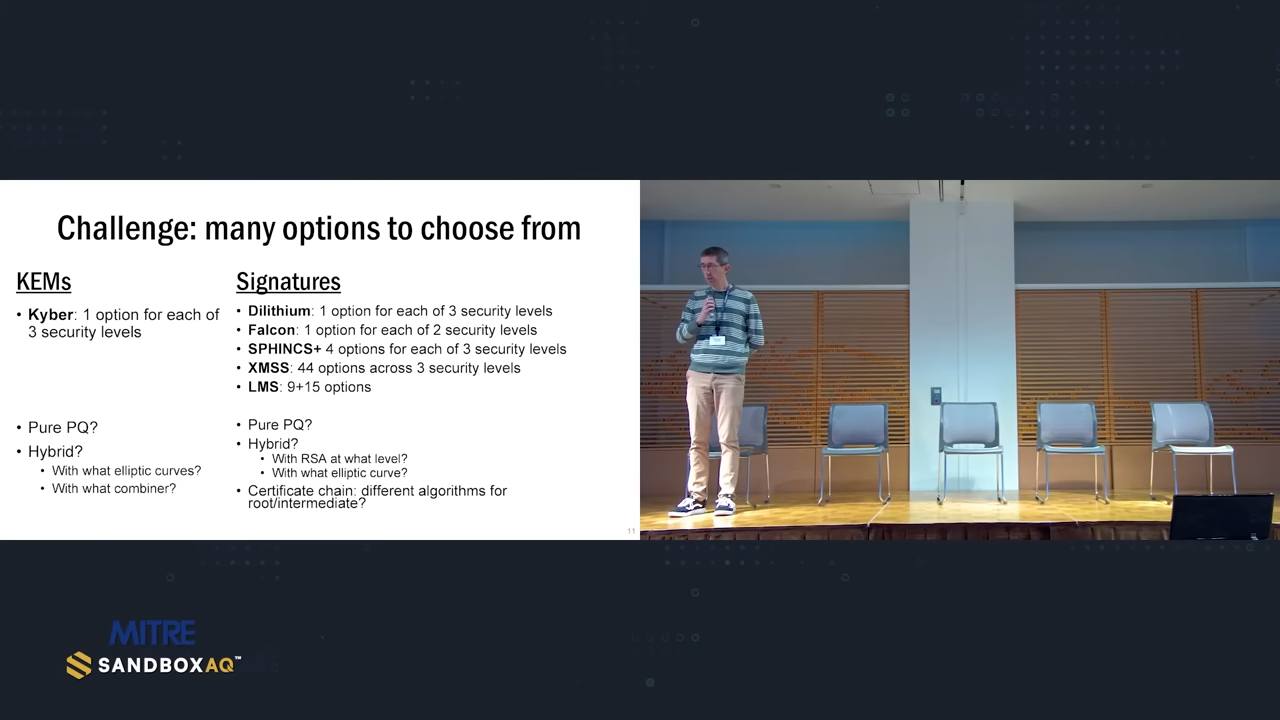 Challenge: many options to choose from
KEMs
• Kyber: 1 option for each of
3 security levels
• Pure PQ?
• Hybrid?
• With what elliptic curves?
• With what combiner?
Signatures
• Dilithium: 1 option for each of 3 security levels
• Falcon: 1 option for each of 2 security levels
• SPHINCS+ 4 options for each of 3 security levels
• XMSS: 44 options across 3 security levels
• LMS: 9+15 options
• Pure PQ?
• Hybrid?
• With RSA at what level?
• With what elliptic curve?
• Certificate chain: different algorithms for
root/intermediate?
11
MITRE
SANDBOXAQ™